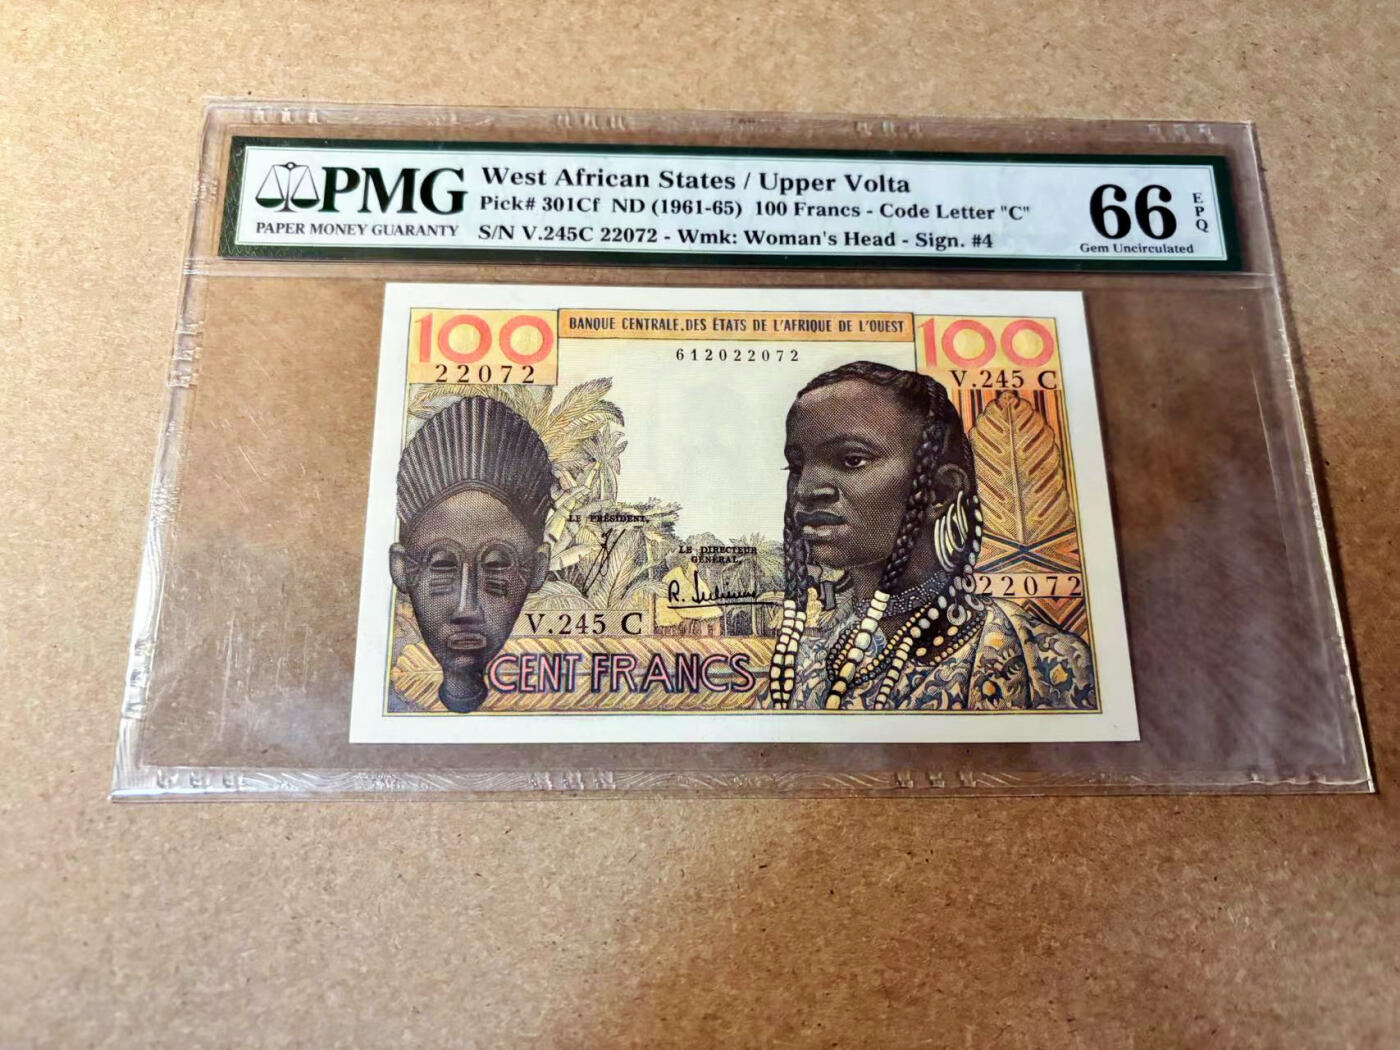 PMG
PAPER MONEY GUARANTY
West African States / Upper Volta
Pick# 301Cf ND (1961-65) 100 Francs - Code Letter "C"
S/N V.245C 22072 - Wmk: Woman's Head - Sign. #4
66
Gem Uncirculated
EPQ
100
BANQUE CENTRALE.DES ÉTATS DE L'AFRIQUE DE L'OUEST
100
612022072
22072
V.245 C
LE PRÉSIDENT,
LE DIRECTEUR
GÉNÉRAL,
22072
V.245 C
CENT FRANCS